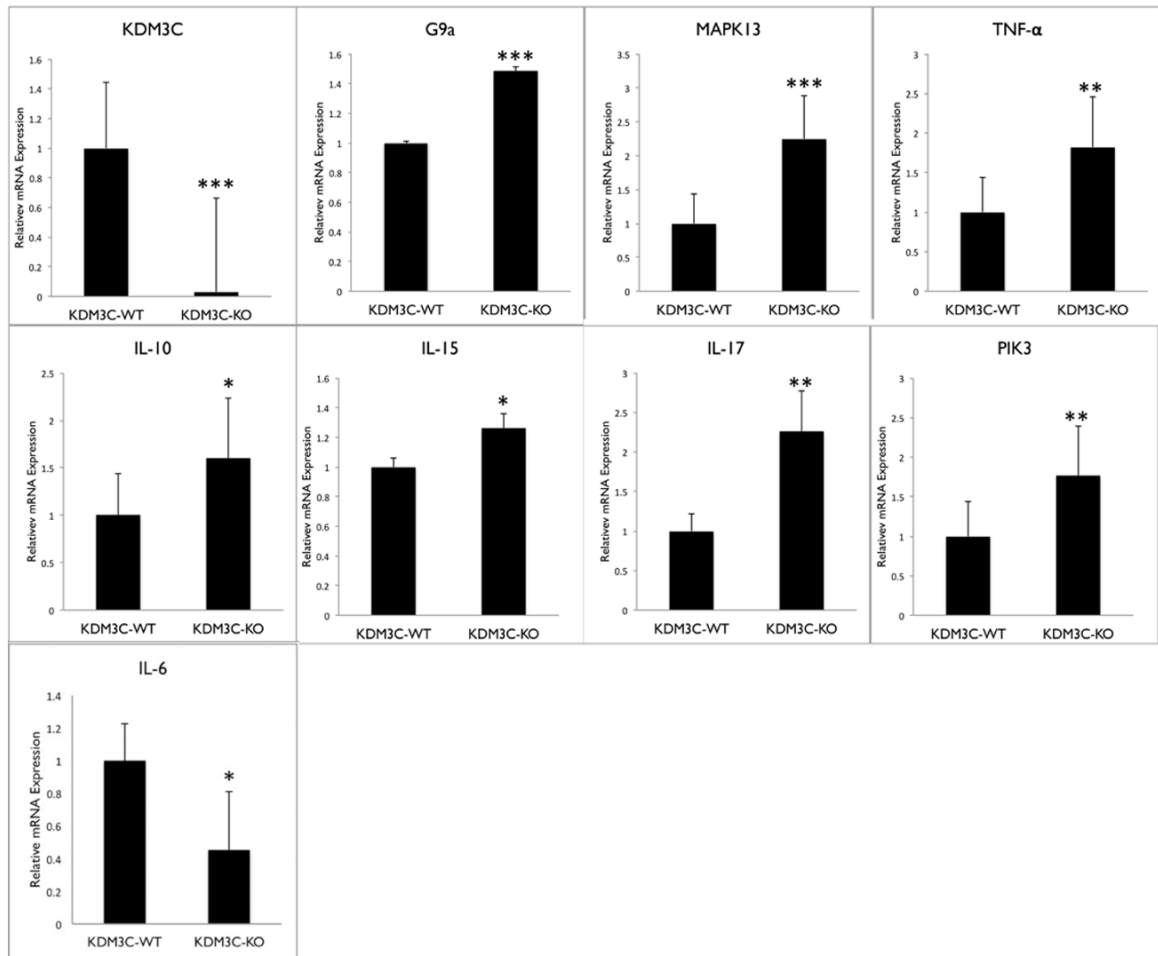 KDM3C
Relativev mRNA Expression
1.6
1.4
1.2
1
0.8
0.6
0.4
0.2
0
***
KDM3C-WT KDM3C-KO
G9a
Relativev mRNA Expression
1.6
1.4
1.2
1
0.8
0.6
0.4
0.2
0
***
KDM3C-WT KDM3C-KO
MAPK13
Relativev mRNA Expression
3.5
3
2.5
2
1.5
1
0.5
0
***
KDM3C-WT KDM3C-KO
TNF-α
Relativev mRNA Expression
3
2.5
2
1.5
1
0.5
0
**
KDM3C-WT KDM3C-KO
IL-10
Relativev mRNA Expression
2.5
2
1.5
1
0.5
0
*
KDM3C-WT KDM3C-KO
IL-15
Relativev mRNA Expression
1.6
1.4
1.2
1
0.8
0.6
0.4
0.2
0
*
KDM3C-WT KDM3C-KO
IL-17
Relativev mRNA Expression
3
2.5
2
1.5
1
0.5
0
**
KDM3C-WT KDM3C-KO
PIK3
Relativev mRNA Expression
3
2.5
2
1.5
1
0.5
0
**
KDM3C-WT KDM3C-KO
IL-6
Relative mRNA Expression
1.4
1.2
1
0.8
0.6
0.4
0.2
0
*
KDM3C-WT KDM3C-KO